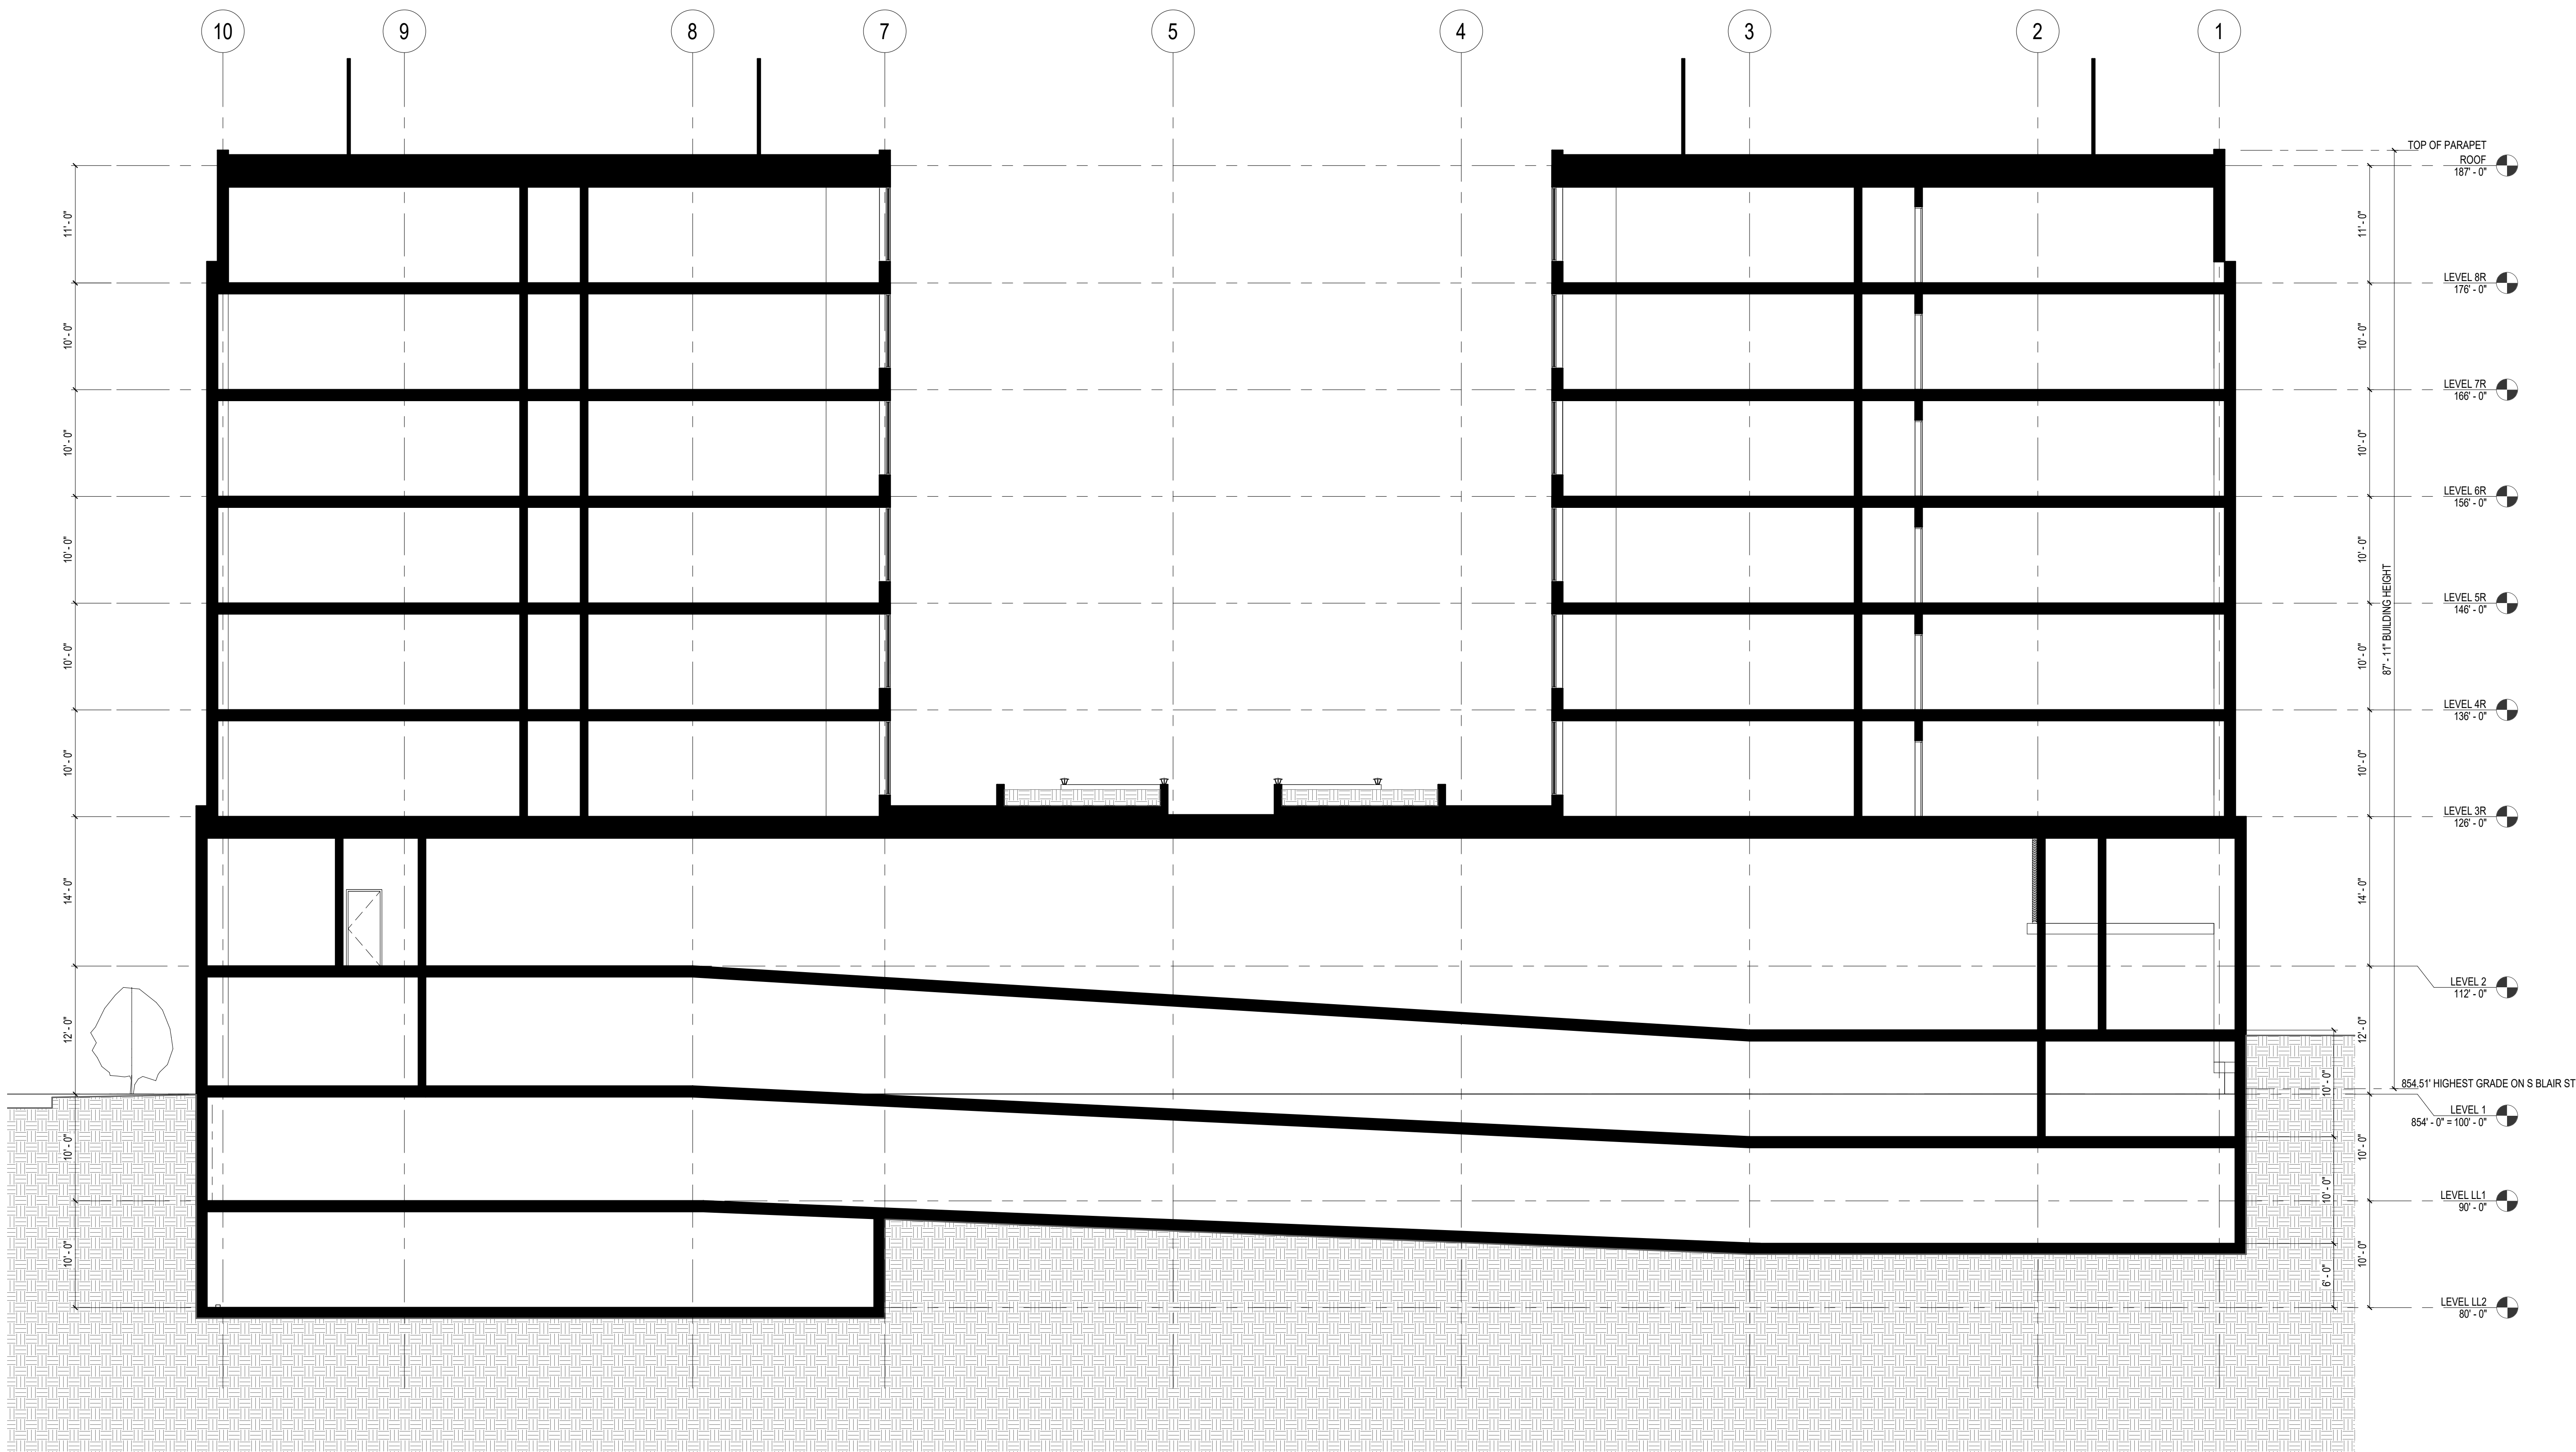 10 9 8 7 5 4 3 2 1
TOP OF PARAPET
ROOF
187' - 0"
11' - 0"
11' - 0"
LEVEL 8R
176' - 0"
10' - 0"
10' - 0"
LEVEL 7R
166' - 0"
10' - 0"
10' - 0"
LEVEL 6R
156' - 0"
10' - 0"
10' - 0"
87' - 11" BUILDING HEIGHT
LEVEL 5R
146' - 0"
10' - 0"
10' - 0"
LEVEL 4R
136' - 0"
10' - 0"
10' - 0"
LEVEL 3R
126' - 0"
14' - 0"
14' - 0"
LEVEL 2
112' - 0"
12' - 0"
12' - 0"
10' - 0"
854.51' HIGHEST GRADE ON S BLAIR ST
LEVEL 1
854' - 0" = 100' - 0"
10' - 0"
10' - 0"
10' - 0"
LEVEL LL1
90' - 0"
10' - 0"
10' - 0"
6' - 0"
LEVEL LL2
80' - 0"